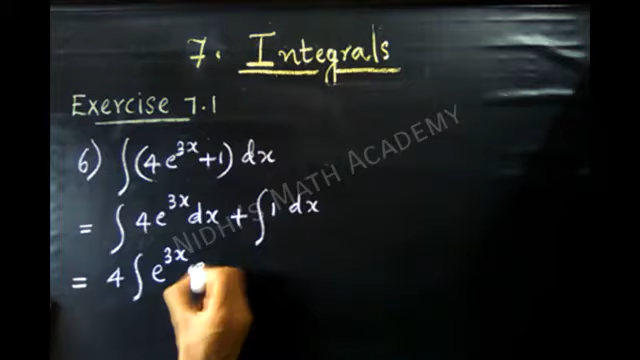 7. Integrals
Exercise 7.1
6) ∫(4e^{3x}+1) dx
= ∫ 4e^{3x} dx + ∫ 1 dx
= 4 ∫ e^{3x}
NIDHI'S MATH ACADEMY